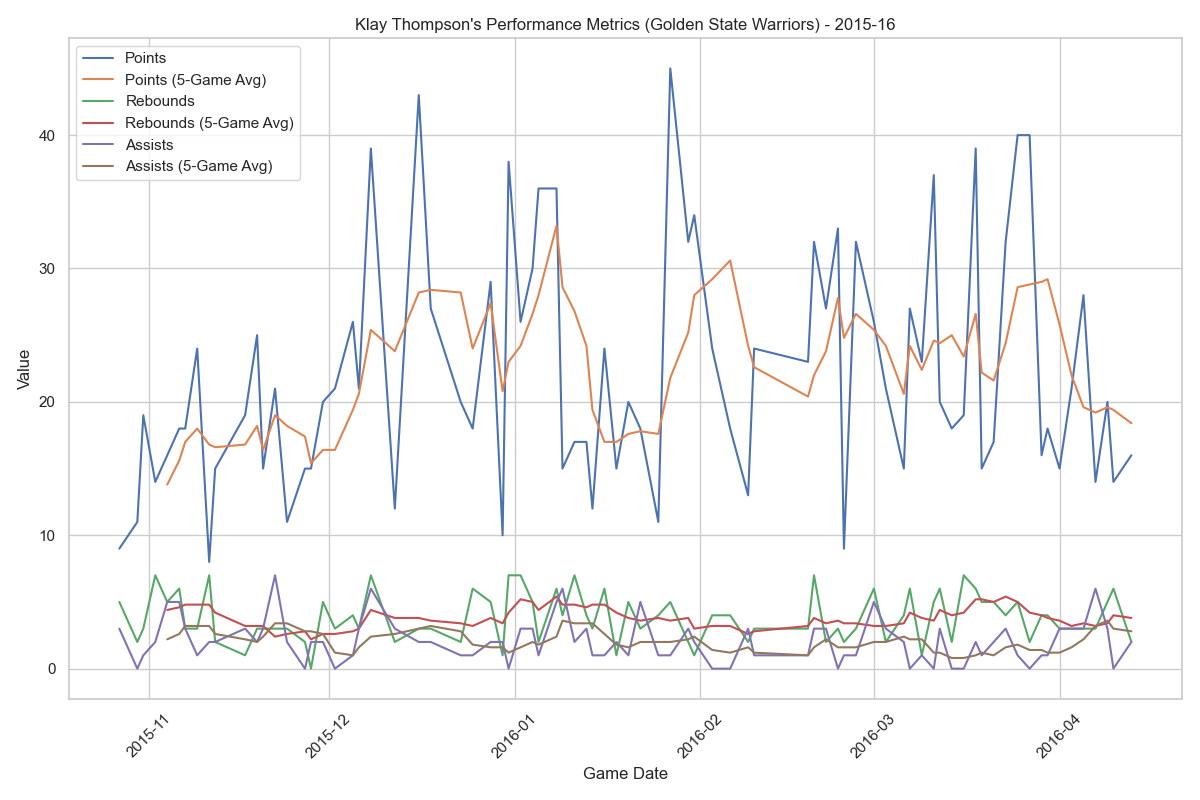 Klay Thompson's Performance Metrics (Golden State Warriors) - 2015-16
Points
Points (5-Game Avg)
Rebounds
Rebounds (5-Game Avg)
Assists
Assists (5-Game Avg)
Value
40
30
20
10
0
2015-11
2015-12
2016-01
2016-02
2016-03
2016-04
Game Date